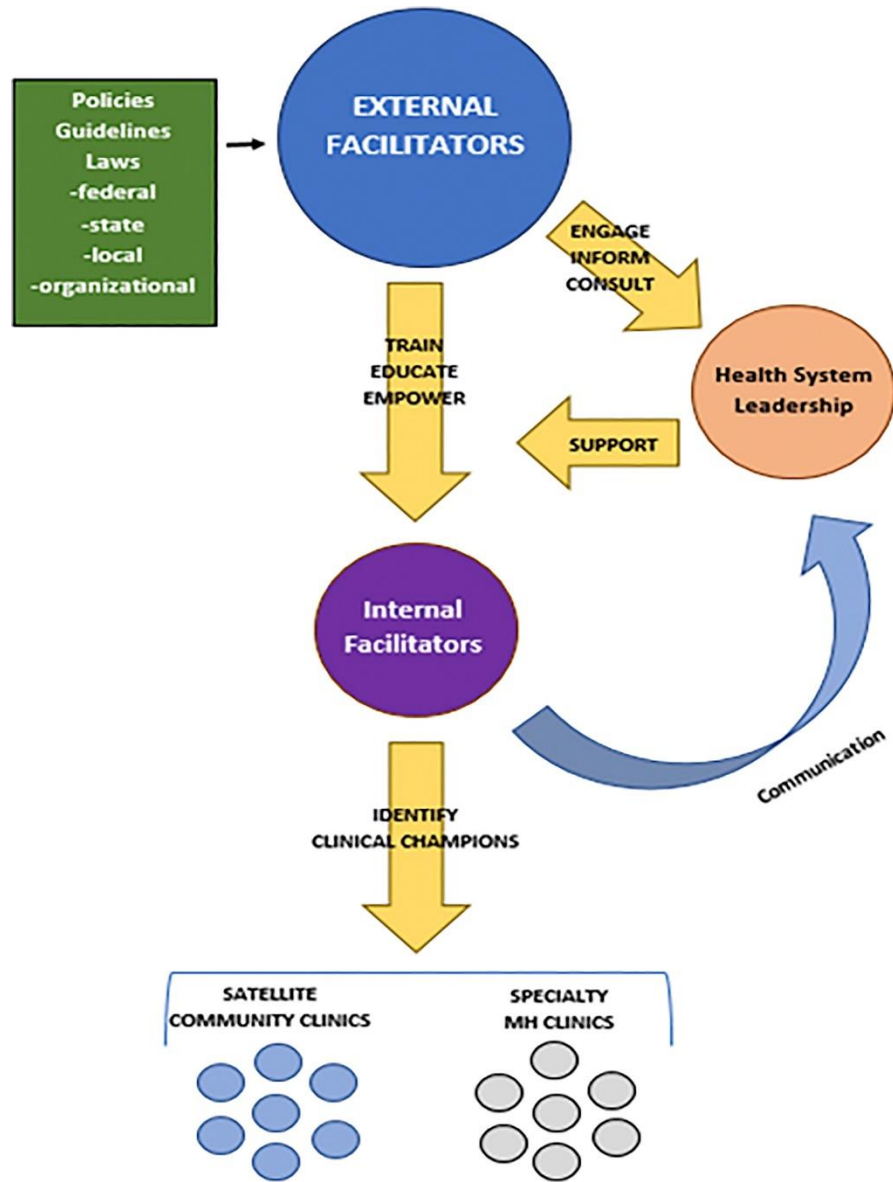 Policies
Guidelines
Laws
-federal
-state
-local
-organizational
EXTERNAL
FACILITATORS
ENGAGE
INFORM
CONSULT
TRAIN
EDUCATE
EMPOWER
Health System
Leadership
SUPPORT
Internal
Facilitators
Communication
IDENTIFY
CLINICAL CHAMPIONS
SATELLITE
COMMUNITY CLINICS
SPECIALTY
MH CLINICS